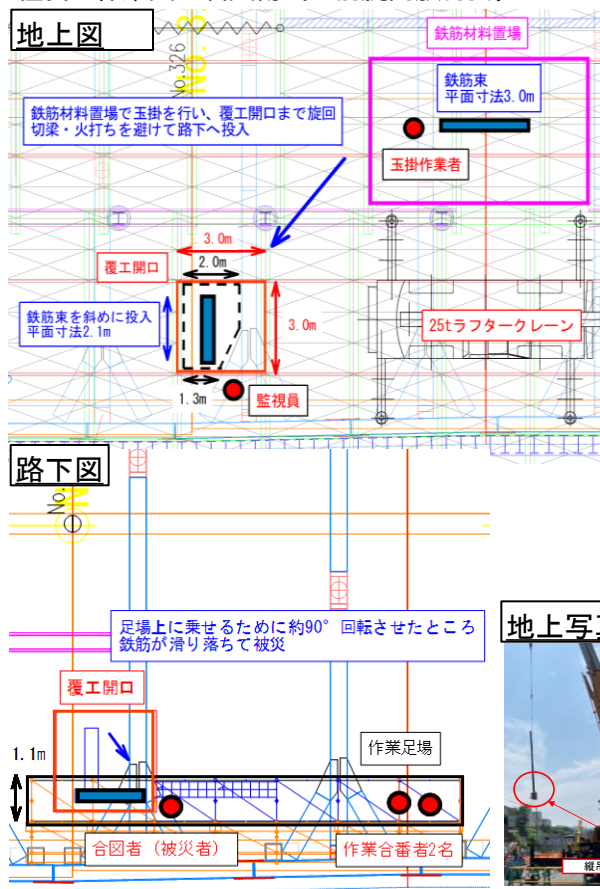 地上図
No.326
NO.3
鉄筋材料置場
鉄筋束
平面寸法3.0m
鉄筋材料置場で玉掛を行い、覆工開口まで旋回
切梁・火打ちを避けて路下へ投入
玉掛作業者
3.0m
覆工開口
2.0m
鉄筋束を斜めに投入
平面寸法2.1m
3.0m
25tラフタークレーン
1.3m
監視員
路下図
No.
足場上に乗せるために約90°回転させたところ
鉄筋が滑り落ちて被災
地上写
覆工開口
1.1m
作業足場
合図者（被災者）
作業合番者2名